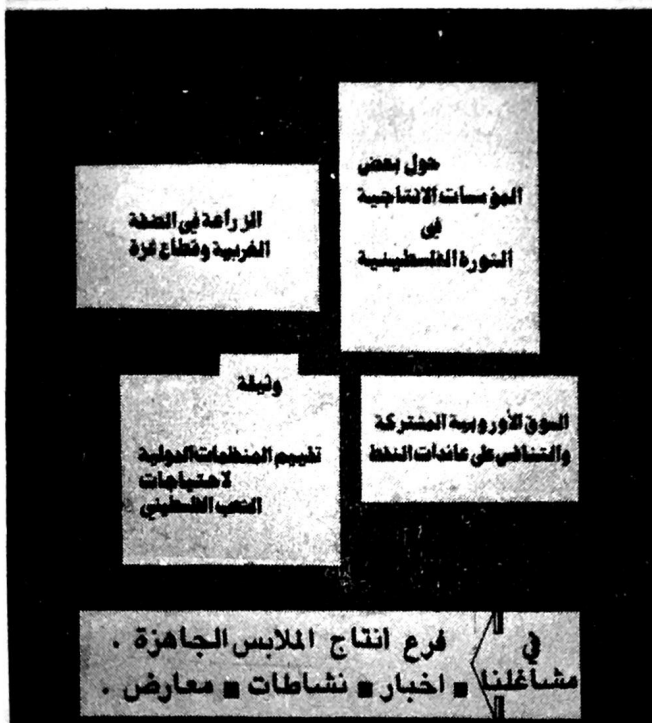 حول بعض
المؤسسات الانتاجية
في
الثورة الفلسطينية
الزراعة في الضفة
الغربية وقطاع غزة
وثيقة
تقييم المنظمات الدولية
لاحتياجات
الشعب الفلسطيني
السوق الأوروبية المشتركة
والتنافس على عائدات النفط
في
مشاغلنا
فرع انتاج الملابس الجاهزة .
■ اخبار ■ نشاطات ■ معارض .